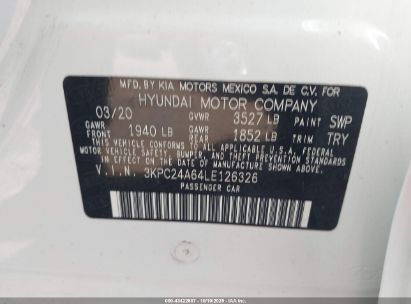 MFD. BY KIA MOTORS MEXICO S.A. DE C.V. FOR
HYUNDAI MOTOR COMPANY
03/20 GVWR 3527 LB PAINT SWP
GAWR FRONT 1940 LB GAWR REAR 1852 LB TRIM TRY
THIS VEHICLE CONFORMS TO ALL APPLICABLE U.S.A. FEDERAL MOTOR
VEHICLE SAFETY, BUMPER, AND THEFT PREVENTION STANDARDS
IN EFFECT ON THE DATE OF MANUFACTURE SHOWN ABOVE.
V.I.N. 3KPC24A64LE126326
PASSENGER CAR